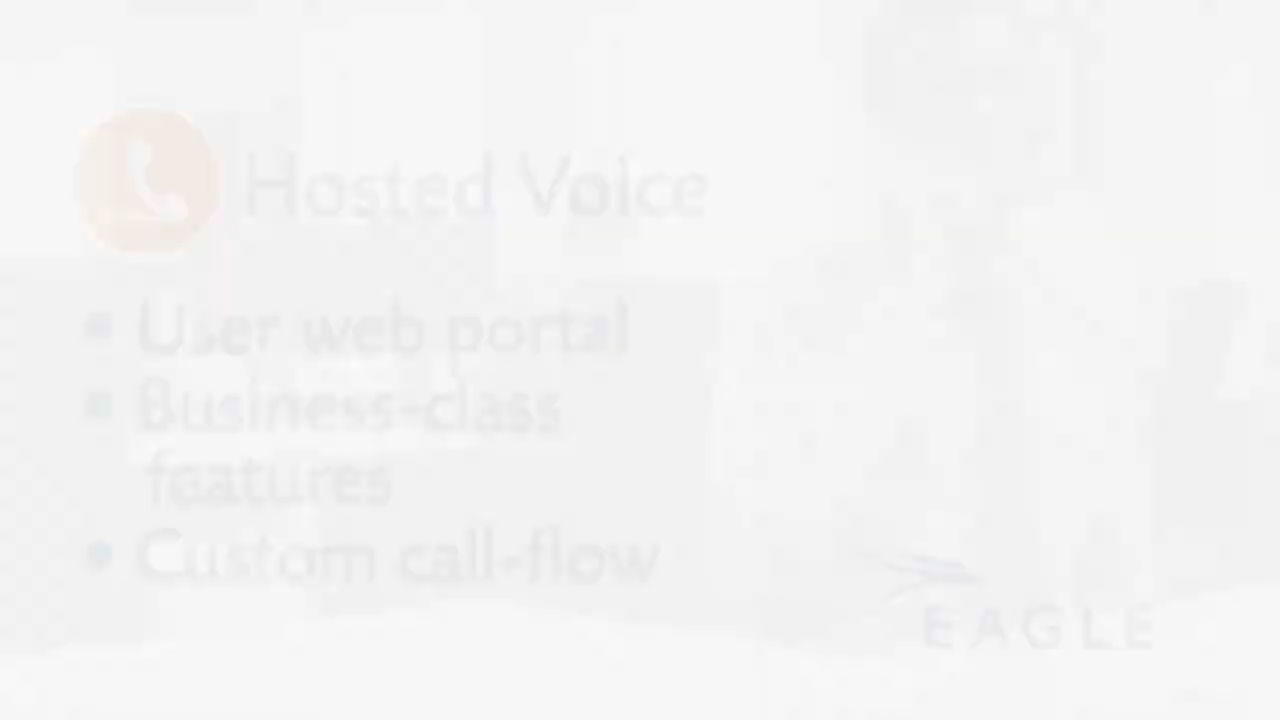 Hosted Voice
User web portal
Business-class
features
Custom call-flow
EAGLE